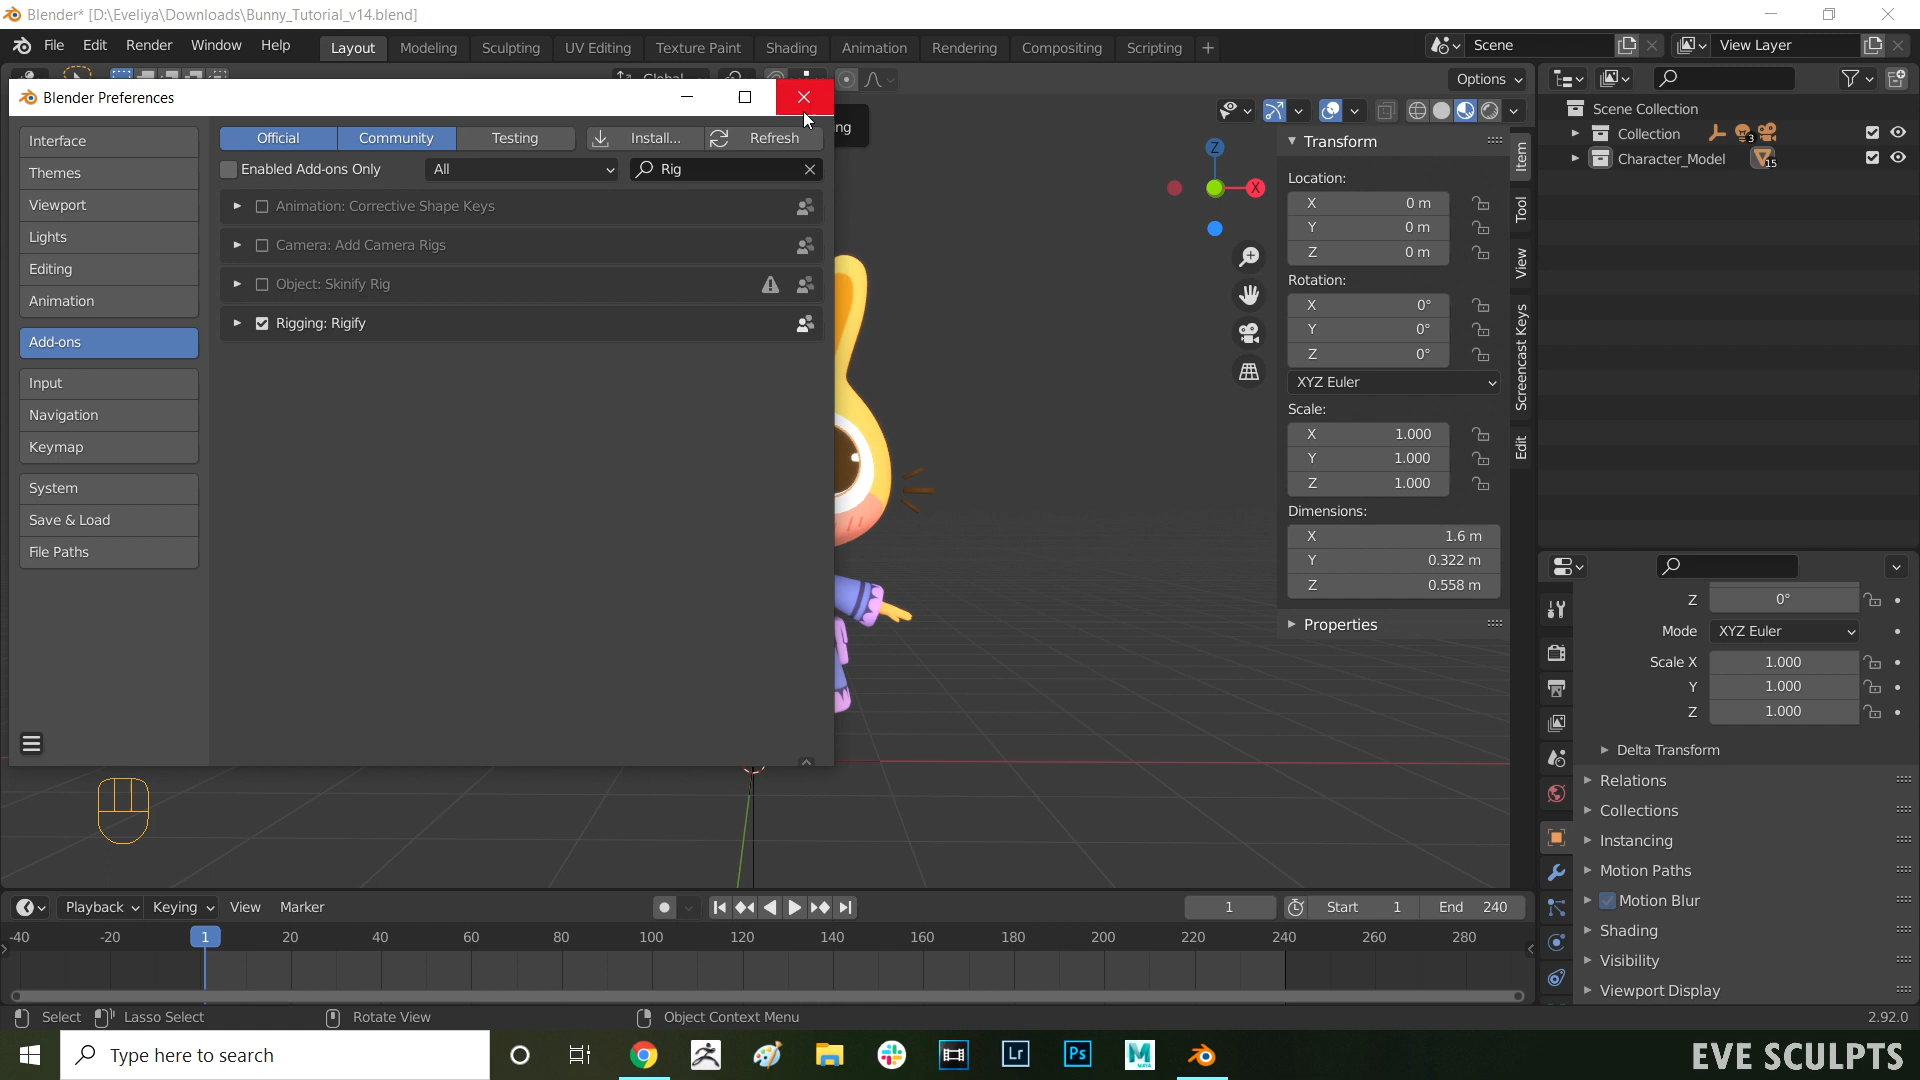 Blender* [D:\Eveliya\Downloads\Bunny_Tutorial_v14.blend]
File Edit Render Window Help Layout Modeling Sculpting UV Editing Texture Paint Shading Animation Rendering Compositing Scripting + Scene View Layer
Options
Blender Preferences
Interface
Themes
Viewport
Lights
Editing
Animation
Add-ons
Input
Navigation
Keymap
System
Save & Load
File Paths
Official Community Testing Install... Refresh
Enabled Add-ons Only All Rig
Animation: Corrective Shape Keys
Camera: Add Camera Rigs
Object: Skinify Rig
Rigging: Rigify
ng
Z
X
Transform
Location:
X 0 m
Y 0 m
Z 0 m
Rotation:
X 0°
Y 0°
Z 0°
XYZ Euler
Scale:
X 1.000
Y 1.000
Z 1.000
Dimensions:
X 1.6 m
Y 0.322 m
Z 0.558 m
Properties
Item
Tool
View
Screencast Keys
Edit
Scene Collection
Collection 3
Character_Model 15
Z 0°
Mode XYZ Euler
Scale X 1.000
Y 1.000
Z 1.000
Delta Transform
Relations
Collections
Instancing
Motion Paths
Motion Blur
Shading
Visibility
Viewport Display
Playback Keying View Marker 1 Start 1 End 240
-40 -20 1 20 40 60 80 100 120 140 160 180 200 220 240 260 280
Select Lasso Select Rotate View Object Context Menu 2.92.0
Type here to search Lr Ps M EVE SCULPTS